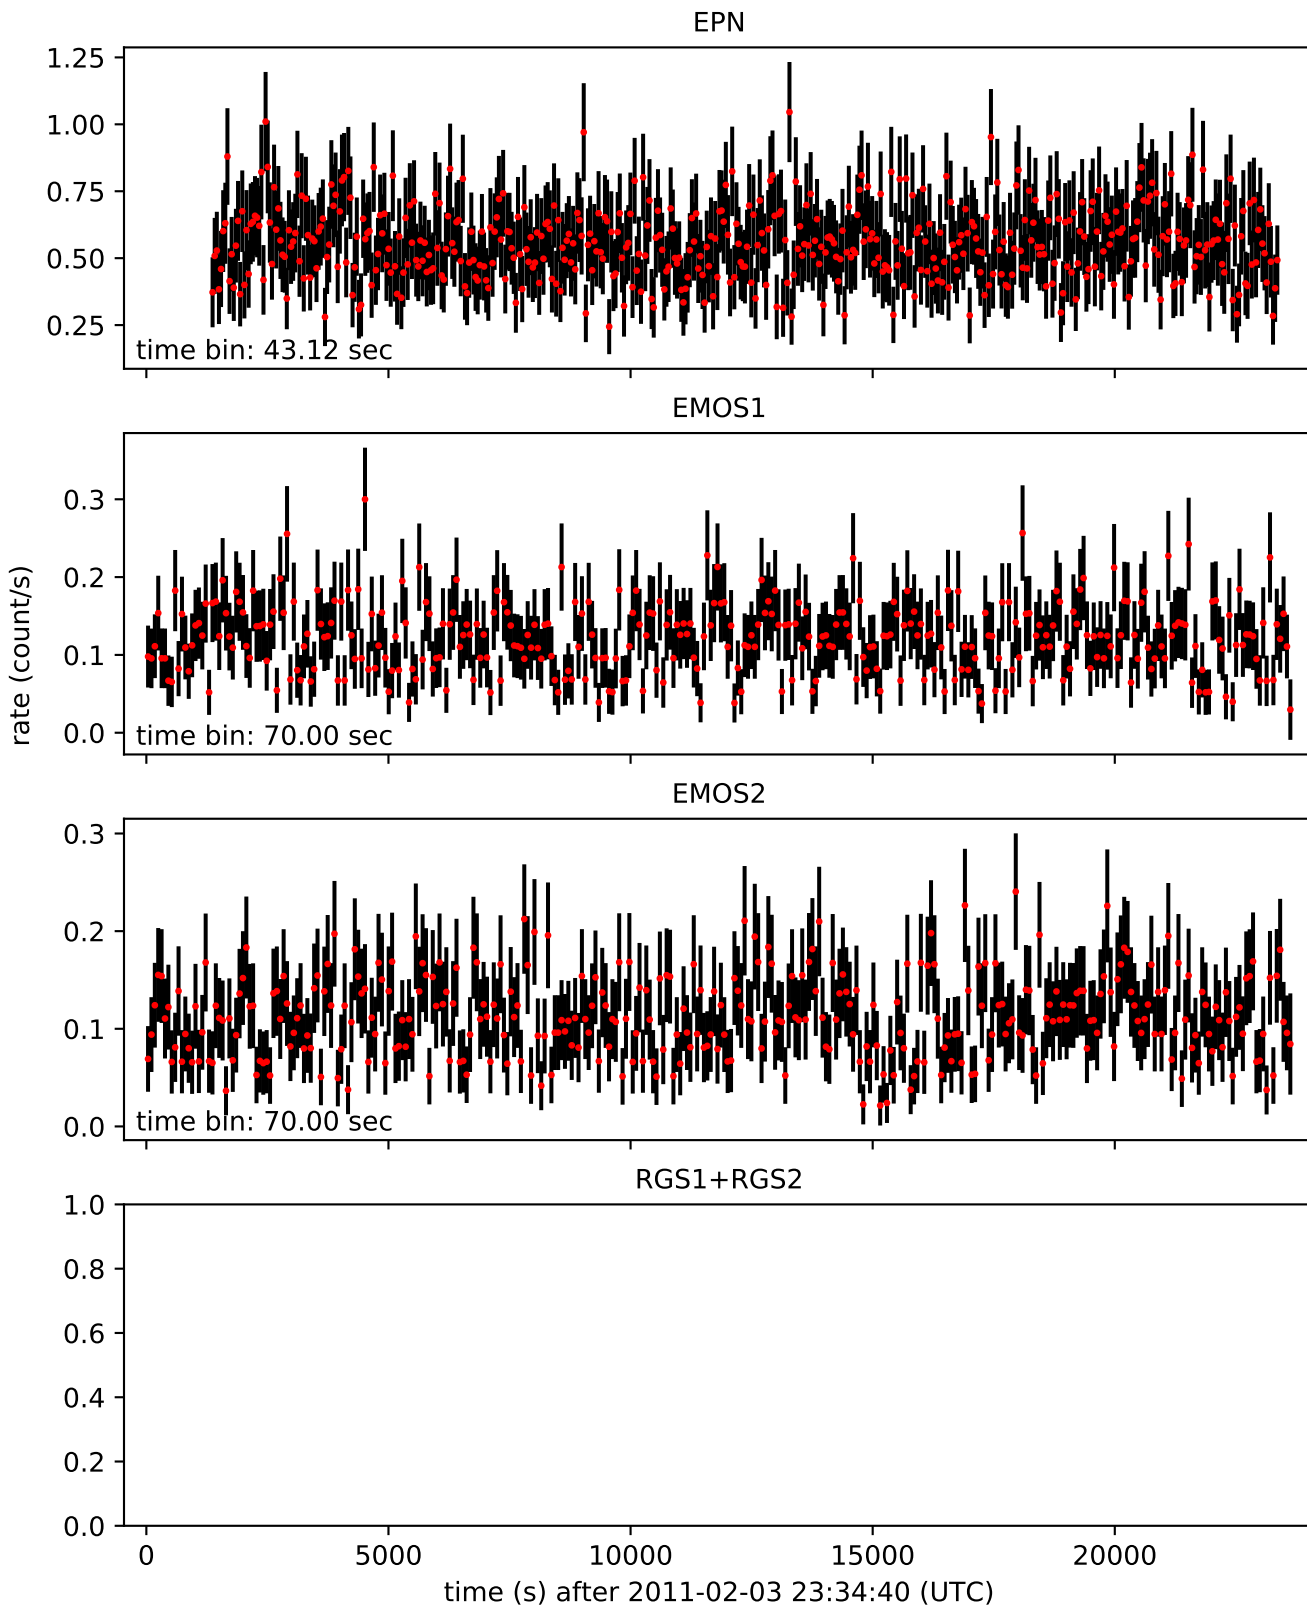 EPN
1.25
1.00
0.75
0.50
0.25
time bin: 43.12 sec
EMOS1
0.3
0.2
0.1
0.0
time bin: 70.00 sec
rate (count/s)
EMOS2
0.3
0.2
0.1
0.0
time bin: 70.00 sec
RGS1+RGS2
1.0
0.8
0.6
0.4
0.2
0.0
0 5000 10000 15000 20000
time (s) after 2011-02-03 23:34:40 (UTC)